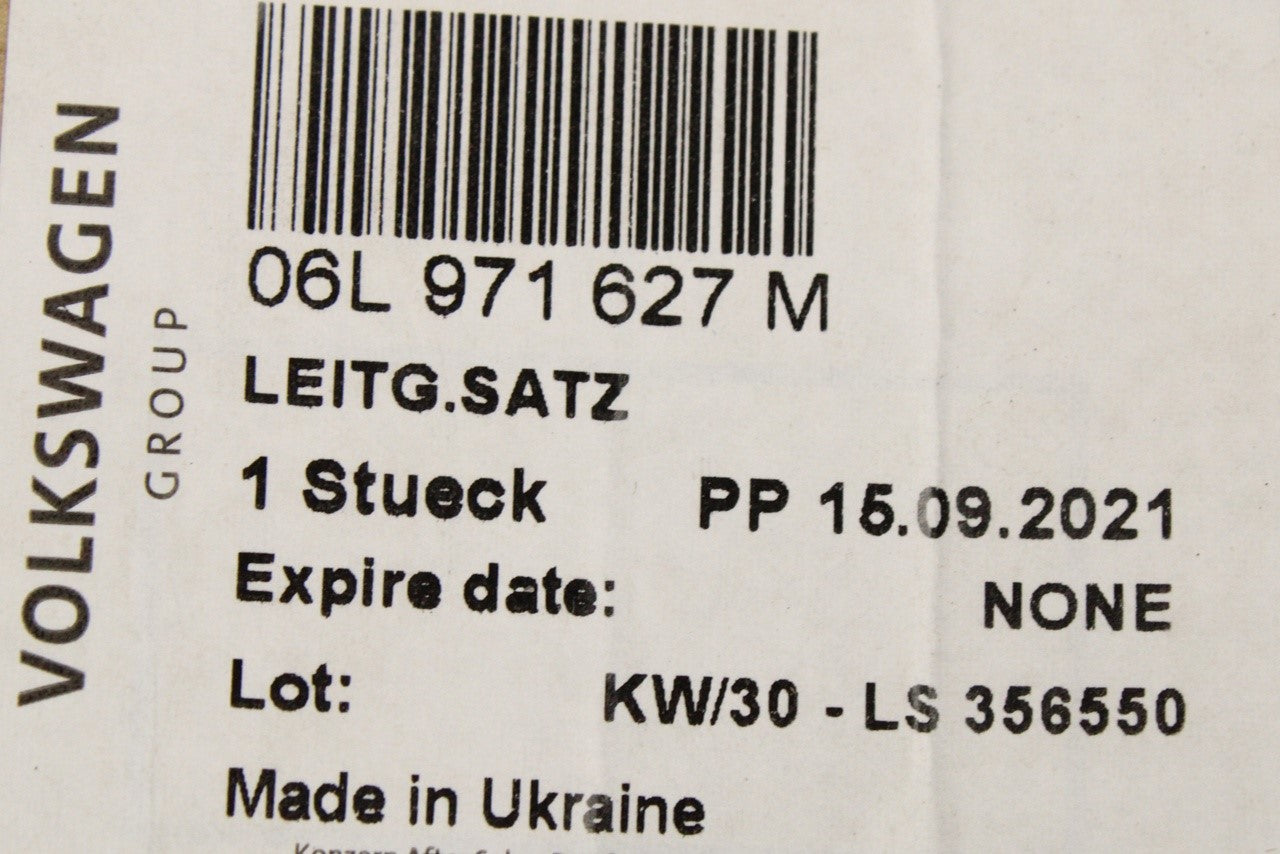 VOLKSWAGEN
GROUP
06L 971 627 M
LEITG.SATZ
1 Stueck PP 15.09.2021
Expire date: NONE
Lot: KW/30 - LS 356550
Made in Ukraine